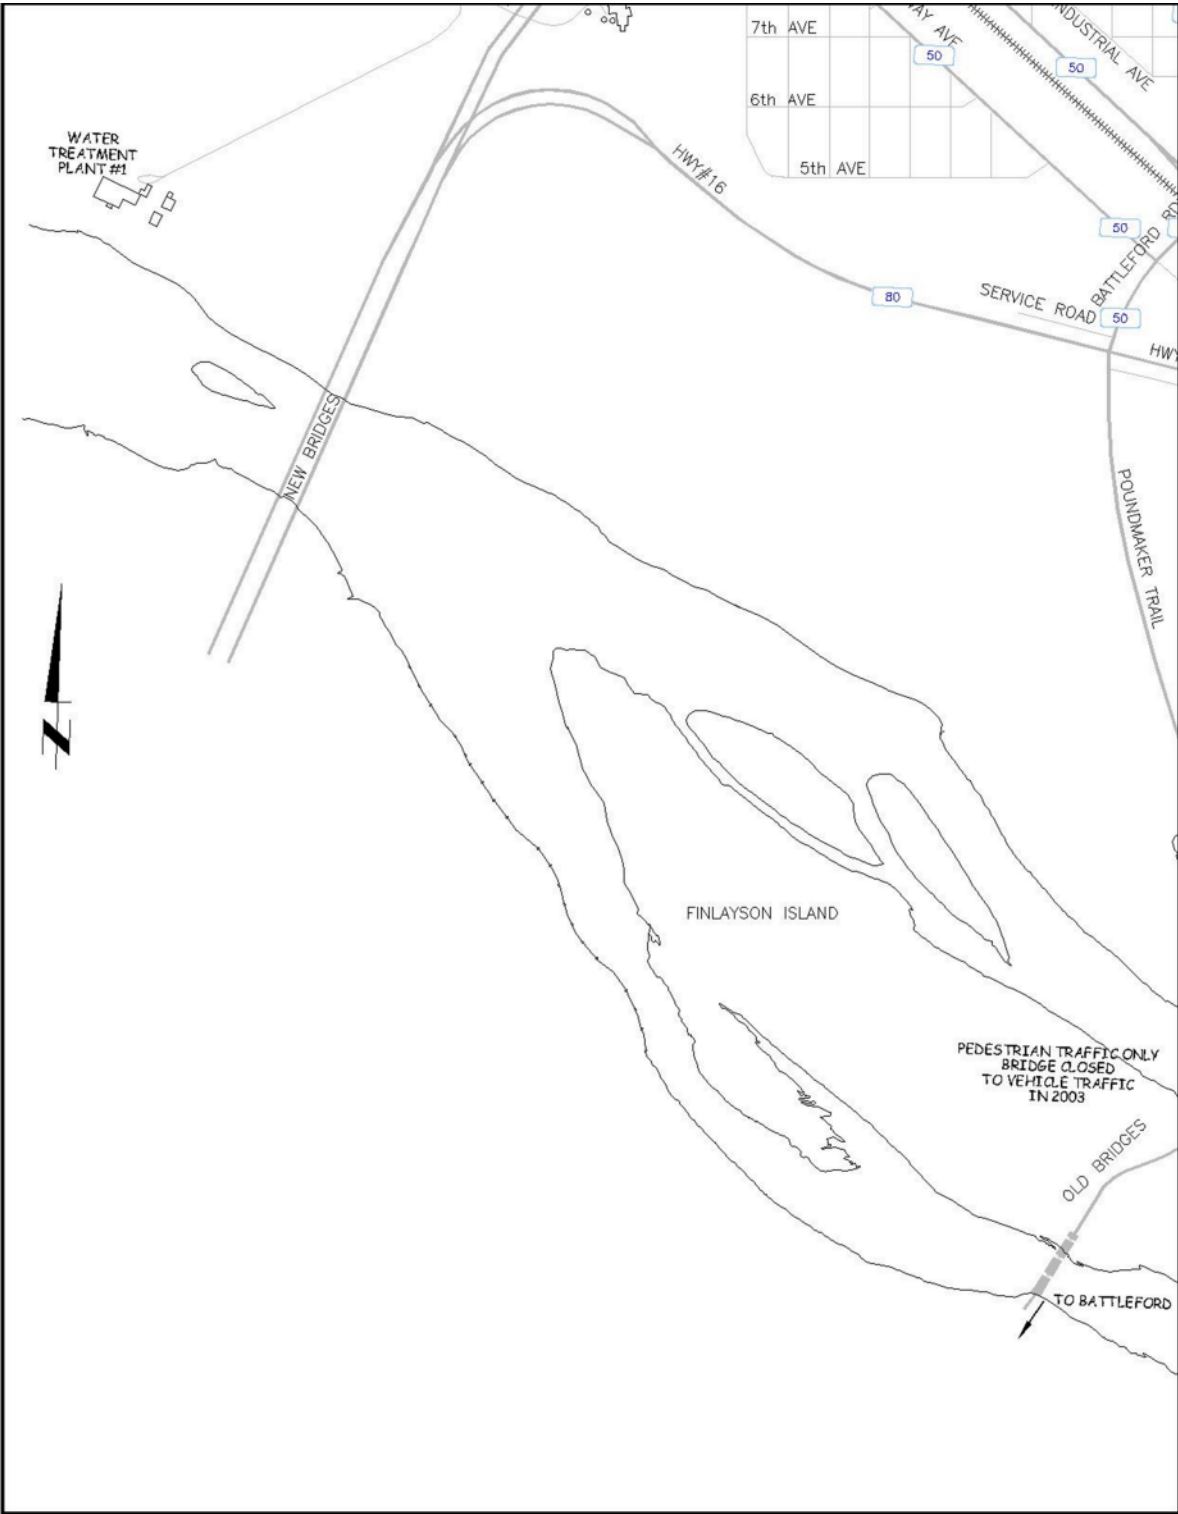 7th AVE
WAY AVE
INDUSTRIAL AVE
50
50
6th AVE
WATER
TREATMENT
PLANT #1
HWY#16
5th AVE
50
BATTLEFORD RD
SERVICE ROAD
80
50
HWY
NEW BRIDGES
POUNDMAKER TRAIL
N
FINLAYSON ISLAND
PEDESTRIAN TRAFFIC ONLY
BRIDGE CLOSED
TO VEHICLE TRAFFIC
IN 2003
OLD BRIDGES
TO BATTLEFORD